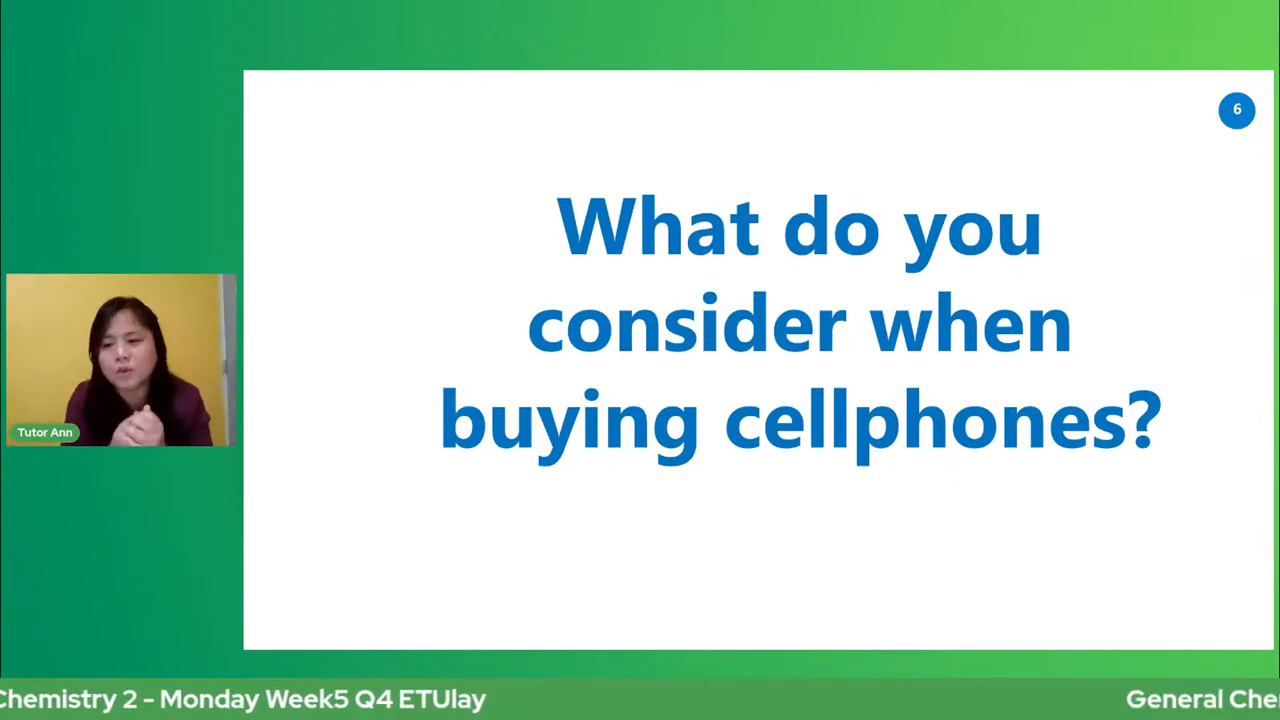 6
What do you
consider when
buying cellphones?
Tutor Ann
Chemistry 2 - Monday Week5 Q4 ETUlay
General Che